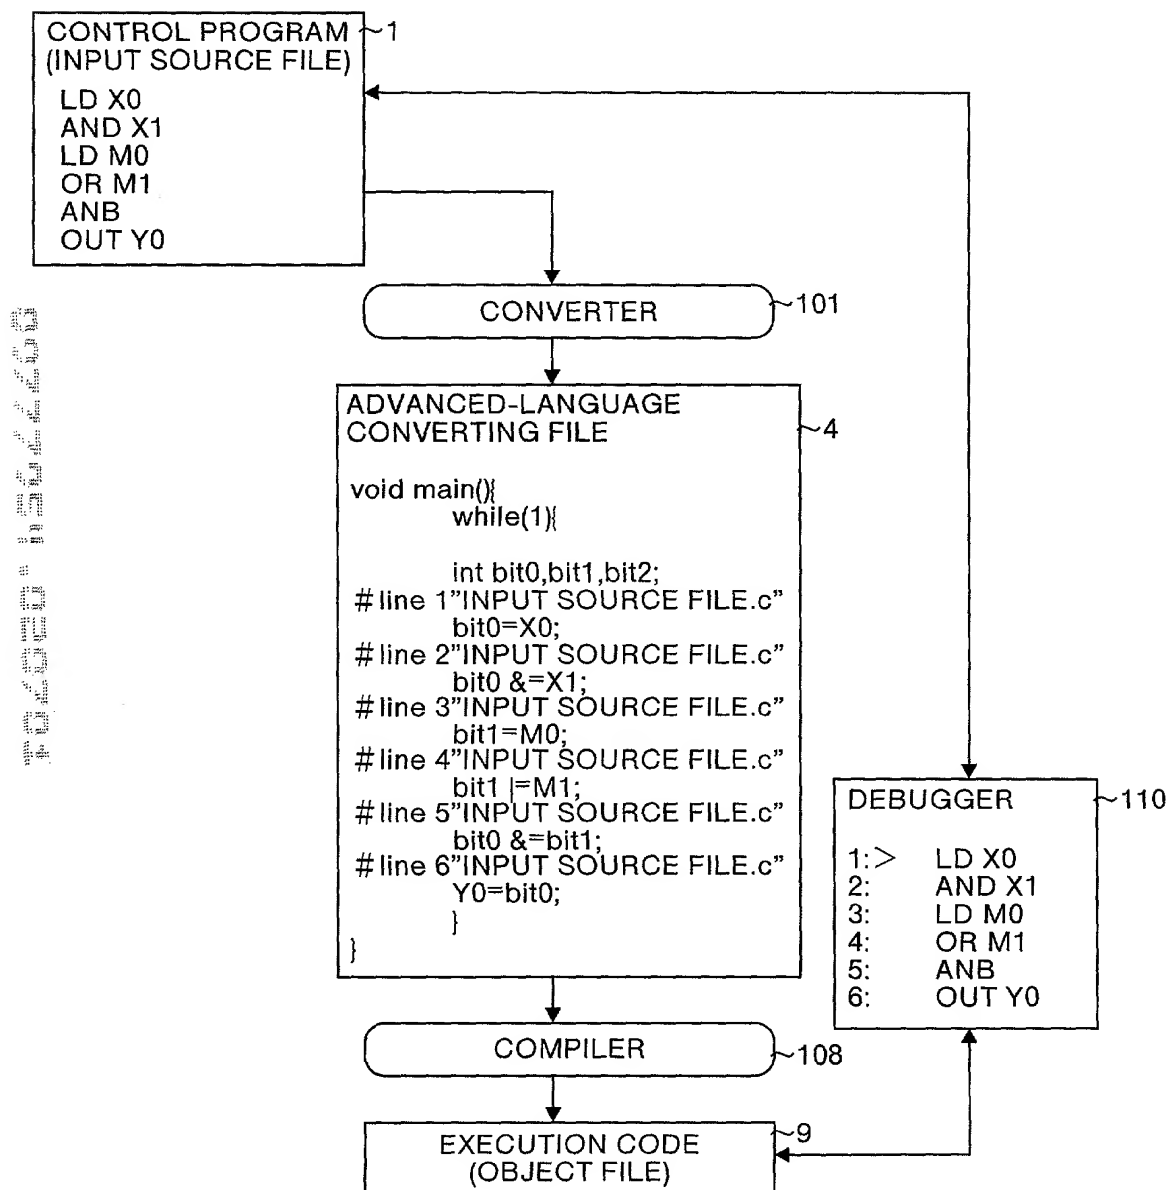 CONTROL PROGRAM
(INPUT SOURCE FILE)
~1
LD X0
AND X1
LD M0
OR M1
ANB
OUT Y0
CONVERTER
~101
ADVANCED-LANGUAGE
CONVERTING FILE
~4
void main(){
while(1){
int bit0,bit1,bit2;
#line 1"INPUT SOURCE FILE.c"
bit0=X0;
#line 2"INPUT SOURCE FILE.c"
bit0 &=X1;
#line 3"INPUT SOURCE FILE.c"
bit1=M0;
#line 4"INPUT SOURCE FILE.c"
bit1 |=M1;
#line 5"INPUT SOURCE FILE.c"
bit0 &=bit1;
#line 6"INPUT SOURCE FILE.c"
Y0=bit0;
}
}
DEBUGGER
~110
1:> LD X0
2: AND X1
3: LD M0
4: OR M1
5: ANB
6: OUT Y0
COMPILER
~108
EXECUTION CODE
(OBJECT FILE)
~9